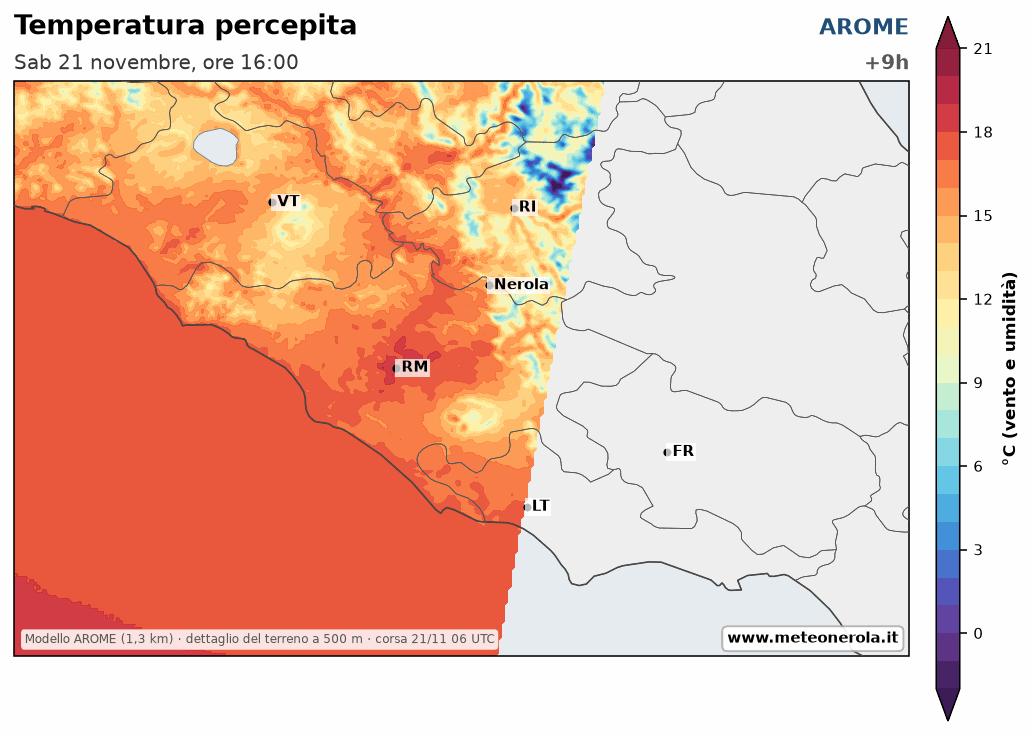 Temperatura percepita
AROME
Sab 21 novembre, ore 16:00
+9h
VT
RI
Nerola
RM
FR
LT
Modello AROME (1,3 km) · dettaglio del terreno a 500 m · corsa 21/11 06 UTC
www.meteonerola.it
21
18
15
12
9
6
3
0
°C (vento e umidità)